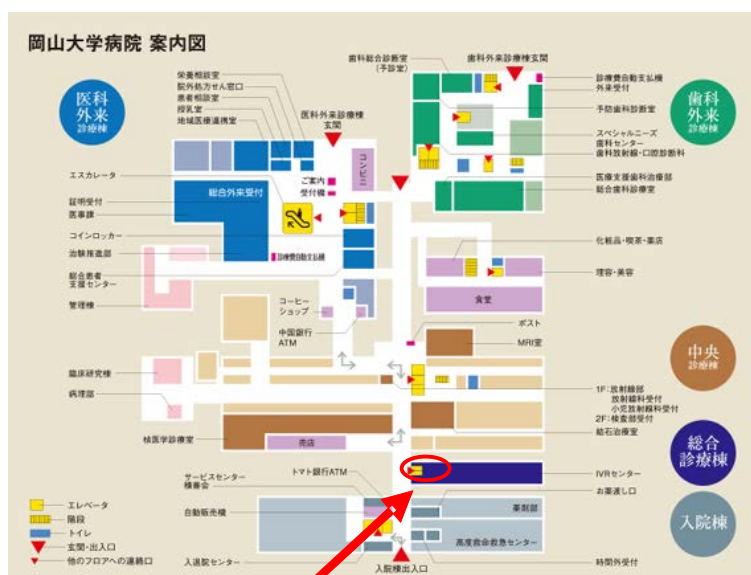 岡山大学病院 案内図
医科
外来
診療棟
栄養相談室
院外処方せん窓口
患者相談室
授乳室
地域医療連携室
医科外来診療棟
玄関
歯科総合診断室
(予診室)
歯科外来診療棟玄関
診療費自動支払機
外来受付
予防歯科診断室
スペシャルニーズ
歯科センター
歯科放射線・口腔診断科
医療支援歯科治療部
総合歯科診療室
歯科
外来
診療棟
エスカレータ
証明受付
医事課
コインロッカー
治験推進部
総合患者
支援センター
管理棟
総合外来受付
ご案内
受付機
コンビニ
診療費自動支払機
コーヒー
ショップ
中国銀行
ATM
化粧品・喫茶・薬店
理容・美容
食堂
ポスト
MRI室
中央
診療棟
臨床研究棟
病理部
核医学診療室
売店
1F:放射線部
放射線科受付
小児放射線科受付
2F:検査部受付
結石治療室
総合
診療棟
IVRセンター
お薬渡し口
サービスセンター
積善会
トマト銀行ATM
自動販売機
入退院センター
薬剤部
高度救命救急センター
時間外受付
入院棟
入院棟出入口
エレベータ
階段
トイレ
玄関・出入口
他のフロアへの連絡口